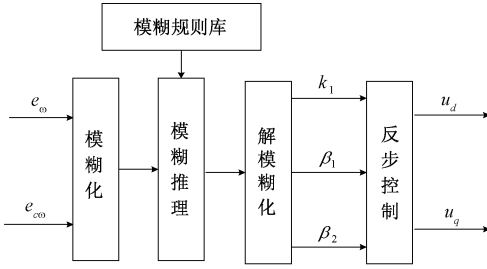 模糊规则库
e_ω
e_cω
模糊化
模糊推理
解模糊化
k_1
β_1
β_2
反步控制
u_d
u_q